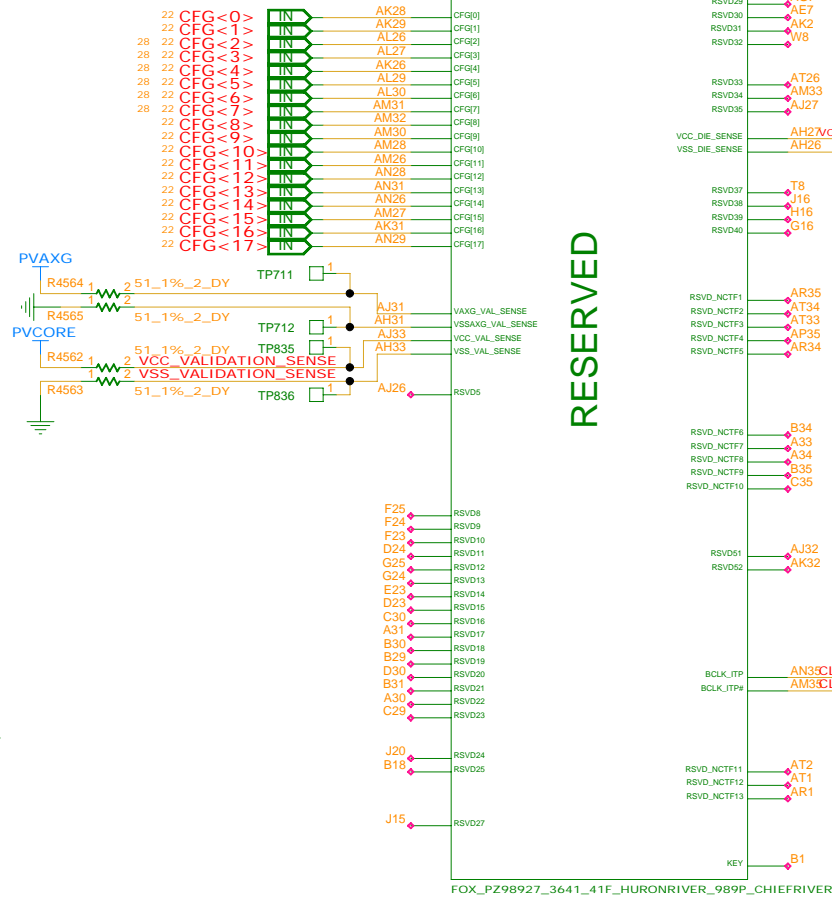 RSVD29
22 CFG<0> IN AK28 CFG[0] RSVD30 AE7
22 CFG<1> IN AK29 CFG[1] RSVD31 AK2
28 22 CFG<2> IN AL26 CFG[2] RSVD32 W8
28 22 CFG<3> IN AL27 CFG[3]
28 22 CFG<4> IN AK26 CFG[4]
28 22 CFG<5> IN AL29 CFG[5] RSVD33 AT26
28 22 CFG<6> IN AL30 CFG[6] RSVD34 AM33
28 22 CFG<7> IN AM31 CFG[7] RSVD35 AJ27
22 CFG<8> IN AM32 CFG[8]
22 CFG<9> IN AM30 CFG[9] VCC_DIE_SENSE AH27
22 CFG<10> IN AM28 CFG[10] VSS_DIE_SENSE AH26
22 CFG<11> IN AM26 CFG[11]
22 CFG<12> IN AN28 CFG[12]
22 CFG<13> IN AN31 CFG[13] RSVD37 T8
22 CFG<14> IN AN26 CFG[14] RSVD38 J16
22 CFG<15> IN AM27 CFG[15] RSVD39 H16
22 CFG<16> IN AK31 CFG[16] RSVD40 G16
22 CFG<17> IN AN29 CFG[17]
RESERVED
PVAXG
R4564 1 2 51_1%_2_DY TP711 1
R4565 1 2 51_1%_2_DY TP712 1
AJ31 VAXG_VAL_SENSE
AH31 VSSAXG_VAL_SENSE
AJ33 VCC_VAL_SENSE
AH33 VSS_VAL_SENSE
PVCORE
R4562 1 2 51_1%_2_DY TP835 1
VCC_VALIDATION_SENSE
VSS_VALIDATION_SENSE
R4563 1 2 51_1%_2_DY TP836 1
AJ26 RSVD5
RSVD_NCTF1 AR35
RSVD_NCTF2 AT34
RSVD_NCTF3 AT33
RSVD_NCTF4 AP35
RSVD_NCTF5 AR34
RSVD_NCTF6 B34
RSVD_NCTF7 A33
RSVD_NCTF8 A34
RSVD_NCTF9 B35
RSVD_NCTF10 C35
F25 RSVD8
F24 RSVD9
F23 RSVD10
D24 RSVD11 RSVD51 AJ32
G25 RSVD12 RSVD52 AK32
G24 RSVD13
E23 RSVD14
D23 RSVD15
C30 RSVD16
A31 RSVD17
B30 RSVD18
B29 RSVD19
D30 RSVD20 BCLK_ITP AN35 CL
B31 RSVD21 BCLK_ITP# AM35 CL
A30 RSVD22
C29 RSVD23
J20 RSVD24
B18 RSVD25 RSVD_NCTF11 AT2
RSVD_NCTF12 AT1
RSVD_NCTF13 AR1
J15 RSVD27
KEY B1
FOX_PZ98927_3641_41F_HURONRIVER_989P_CHIEFRIVER